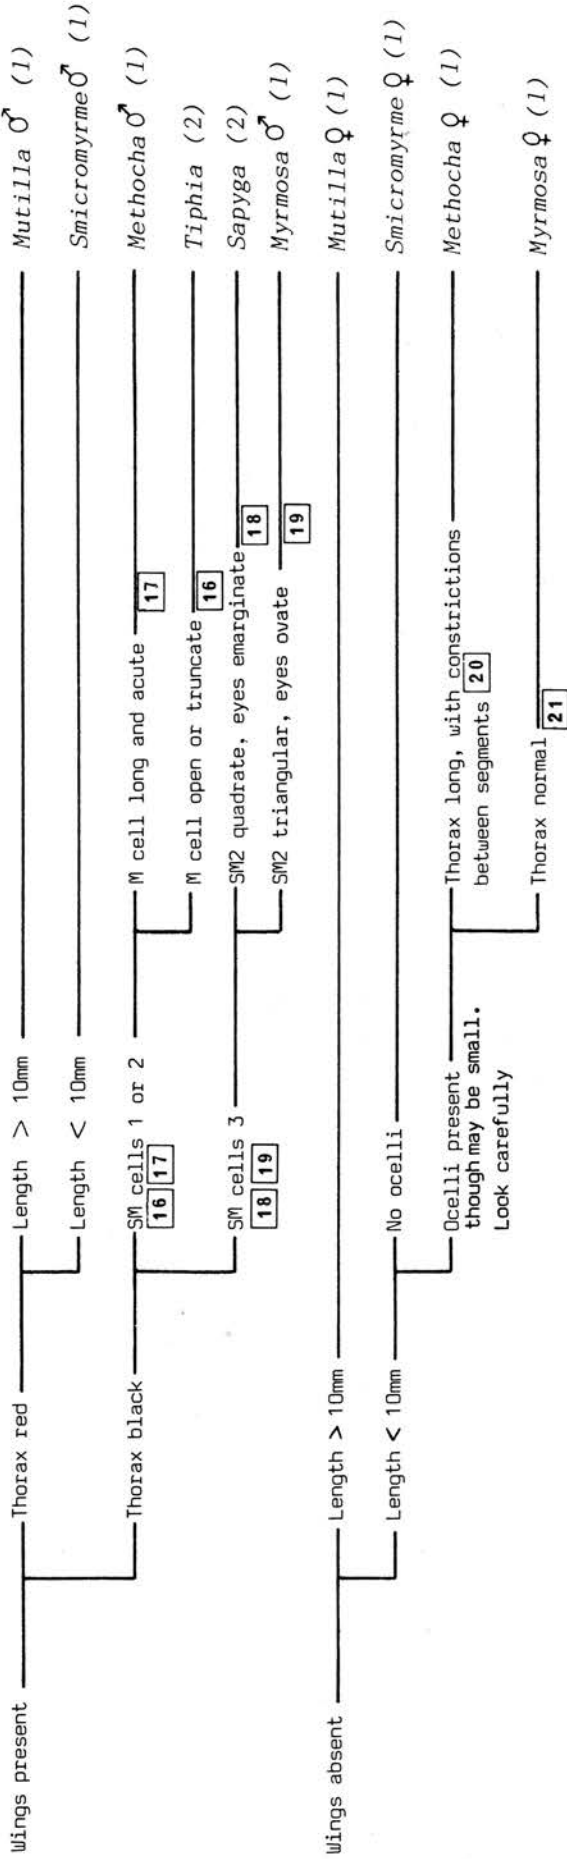 Wings present
Thorax red
Length > 10mm
Mutilla ♂ (1)
Length < 10mm
Smicromyrme ♂ (1)
Thorax black
SM cells 1 or 2
16 17
M cell long and acute
17
Methocha ♂ (1)
M cell open or truncate
16
Tiphia (2)
SM cells 3
18 19
SM2 quadrate, eyes emarginate
18
Sapyga (2)
SM2 triangular, eyes ovate
19
Myrmosa ♂ (1)
Wings absent
Length > 10mm
Mutilla ♀ (1)
Length < 10mm
No ocelli
Smicromyrme ♀ (1)
Ocelli present
though may be small.
Look carefully
Thorax long, with constrictions
between segments 20
Methocha ♀ (1)
Thorax normal
21
Myrmosa ♀ (1)